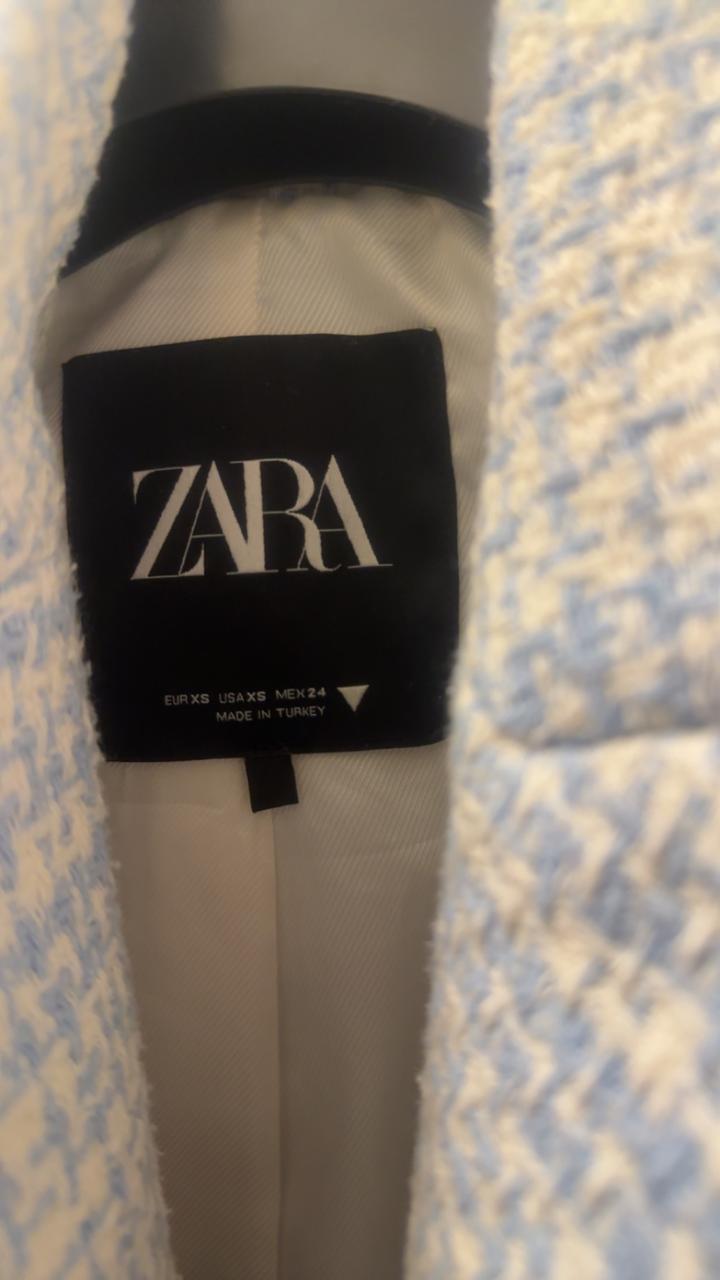 ZARA
EUR XS USA XS MEX 24
MADE IN TURKEY